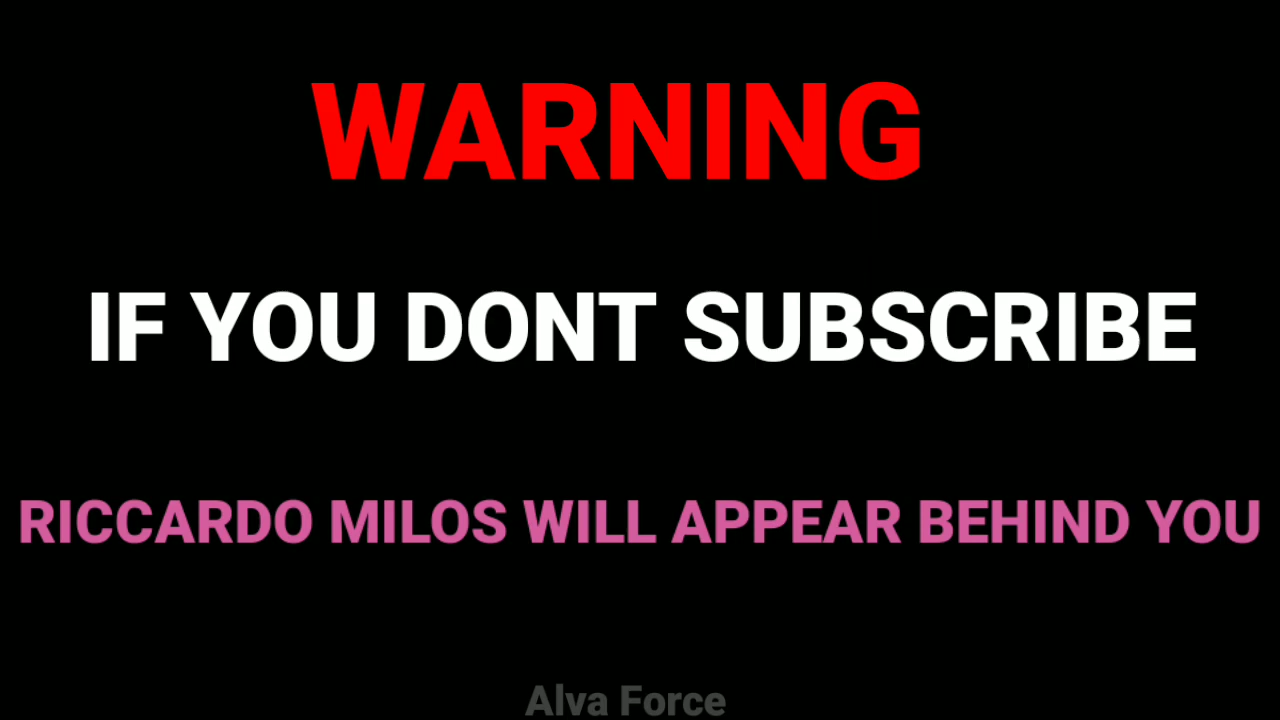 WARNING
IF YOU DONT SUBSCRIBE
RICCARDO MILOS WILL APPEAR BEHIND YOU
Alva Force